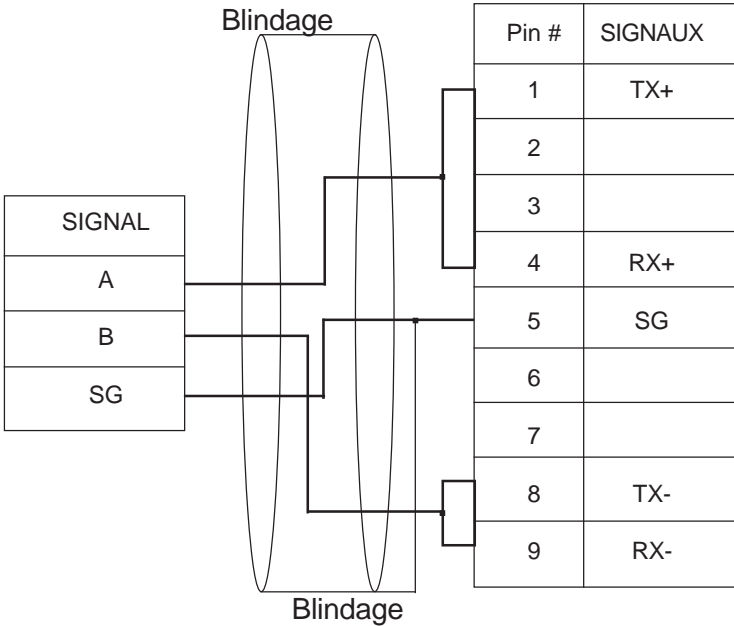 Blindage
Pin # SIGNAUX
1 TX+
2
3
4 RX+
5 SG
6
7
8 TX-
9 RX-
SIGNAL
A
B
SG
Blindage